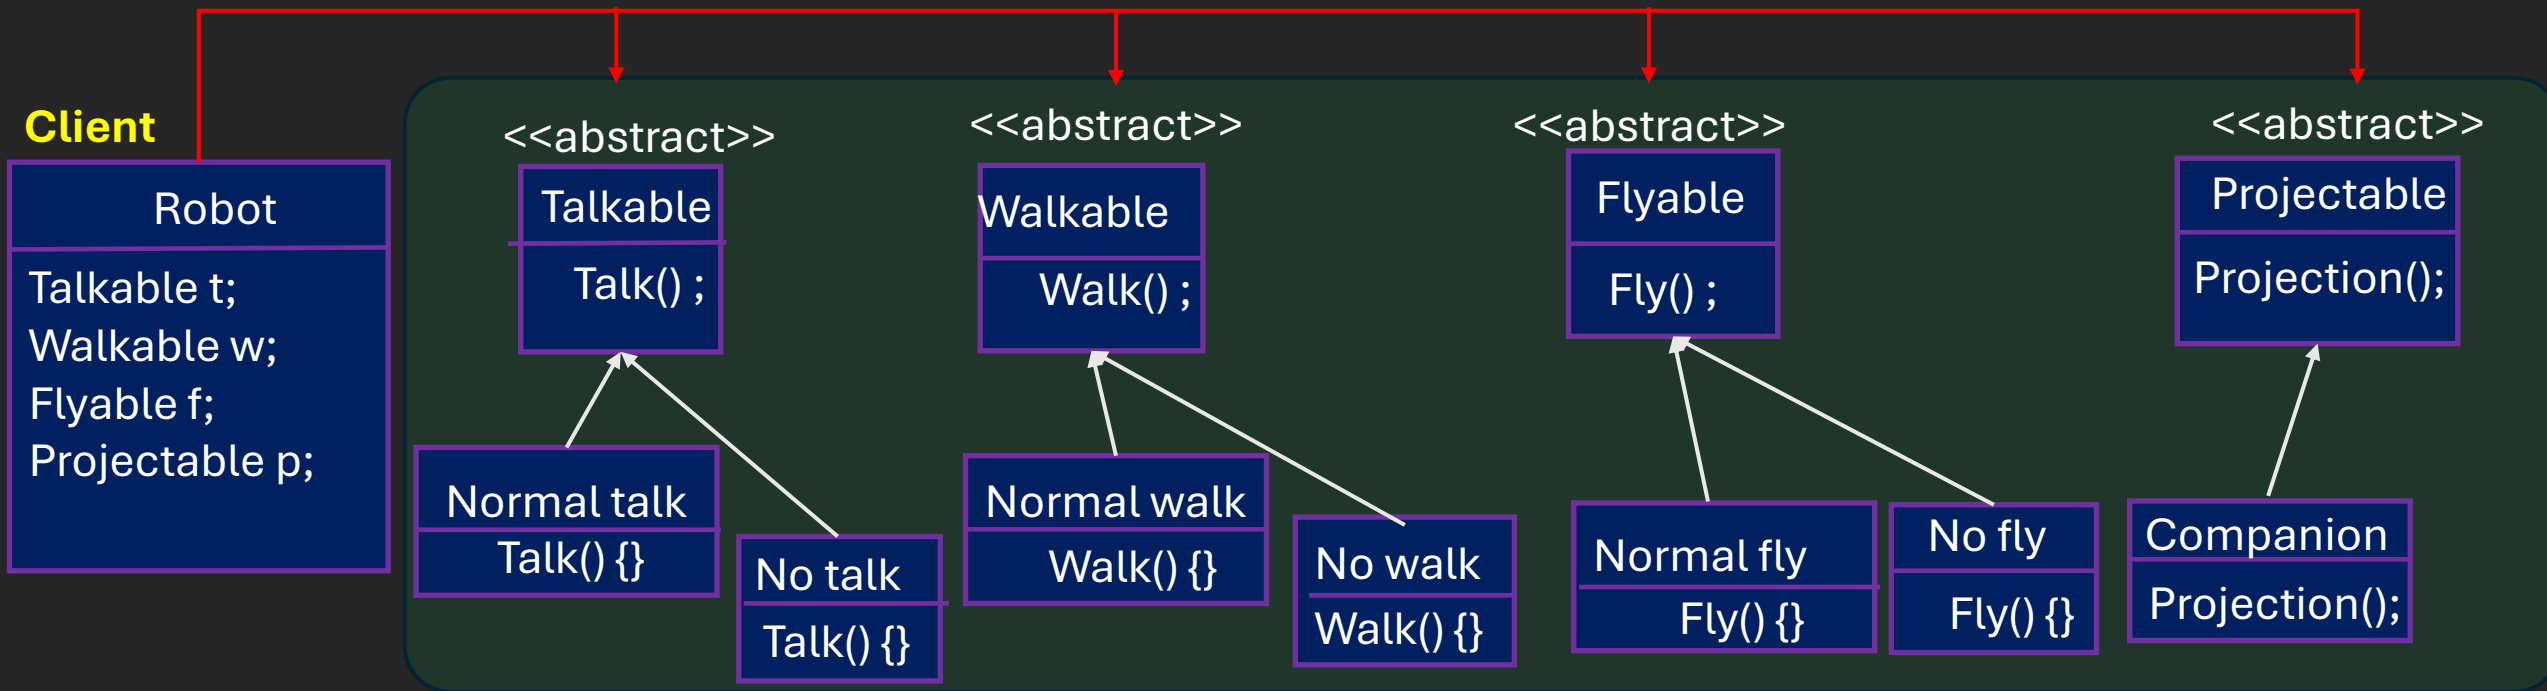 Client
Robot
Talkable t;
Walkable w;
Flyable f;
Projectable p;
<<abstract>>
Talkable
Talk() ;
Normal talk
Talk() {}
No talk
Talk() {}
<<abstract>>
Walkable
Walk() ;
Normal walk
Walk() {}
No walk
Walk() {}
<<abstract>>
Flyable
Fly() ;
Normal fly
Fly() {}
No fly
Fly() {}
<<abstract>>
Projectable
Projection();
Companion
Projection();